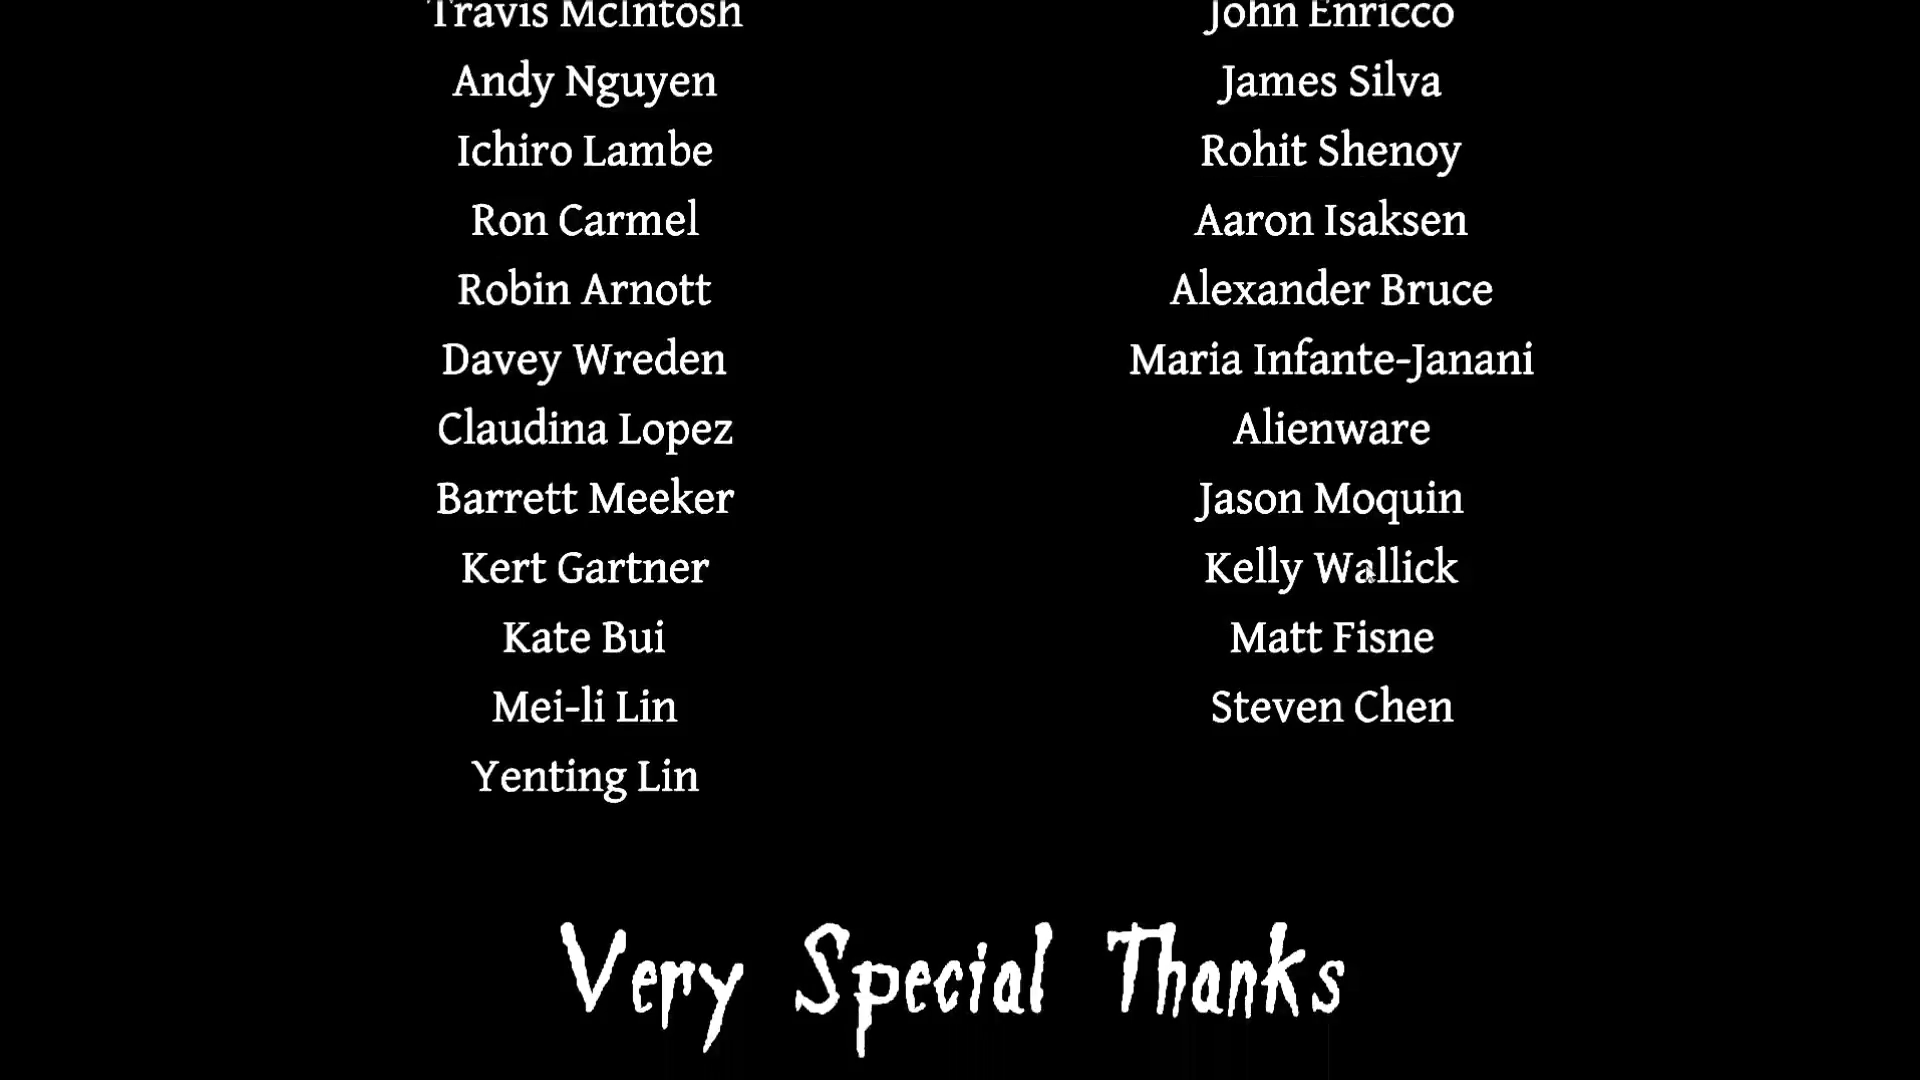 Travis McIntosh
John Enricco
Andy Nguyen
James Silva
Ichiro Lambe
Rohit Shenoy
Ron Carmel
Aaron Isaksen
Robin Arnott
Alexander Bruce
Davey Wreden
Maria Infante-Janani
Claudina Lopez
Alienware
Barrett Meeker
Jason Moquin
Kert Gartner
Kelly Wallick
Kate Bui
Matt Fisne
Mei-li Lin
Steven Chen
Yenting Lin
Very Special Thanks